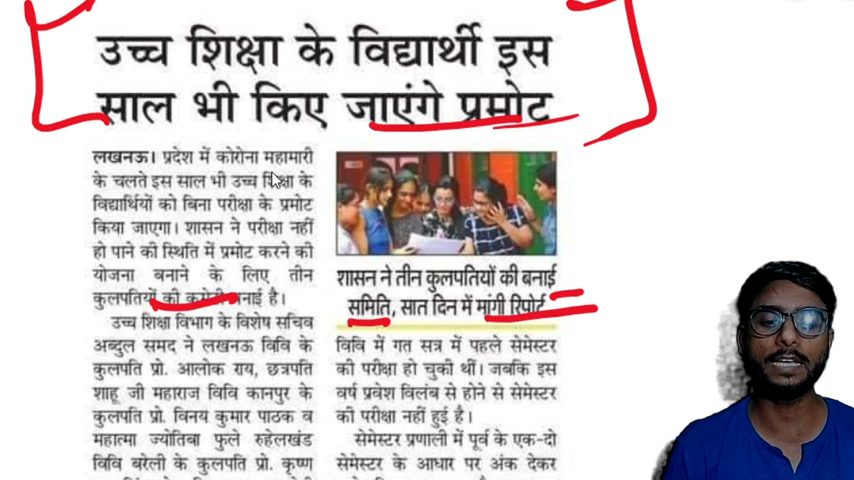 उच्च शिक्षा के विद्यार्थी इस
साल भी किए जाएंगे प्रमोट
लखनऊ। प्रदेश में कोरोना महामारी
के चलते इस साल भी उच्च शिक्षा के
विद्यार्थियों को बिना परीक्षा के प्रमोट
किया जाएगा। शासन ने परीक्षा नहीं
हो पाने की स्थिति में प्रमोट करने की
योजना बनाने के लिए तीन
कुलपतियों की कमेटी बनाई है।
उच्च शिक्षा विभाग के विशेष सचिव
अब्दुल समद ने लखनऊ विवि के
कुलपति प्रो. आलोक राय, छत्रपति
शाहू जी महाराज विवि कानपुर के
कुलपति प्रो. विनय कुमार पाठक व
महात्मा ज्योतिबा फुले रुहेलखंड
विवि बरेली के कुलपति प्रो. कृष्ण
शासन ने तीन कुलपतियों की बनाई
समिति, सात दिन में मांगी रिपोर्ट
विवि में गत सत्र में पहले सेमेस्टर
की परीक्षा हो चुकी थीं। जबकि इस
वर्ष प्रवेश विलंब से होने से सेमेस्टर
की परीक्षा नहीं हुई है।
सेमेस्टर प्रणाली में पूर्व के एक-दो
सेमेस्टर के आधार पर अंक देकर